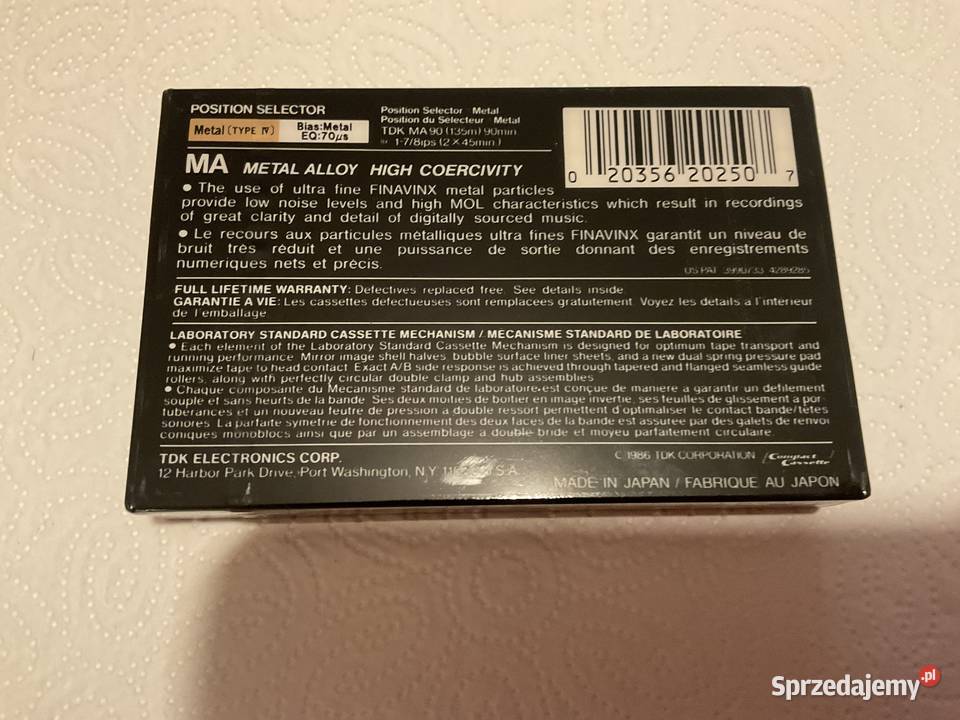 POSITION SELECTOR
Metal (TYPE IV) Bias:Metal
EQ:70µs
Position Selector Metal
Position du Sélecteur Metal
TDK MA90 (135m) 90min
1-7/8ips (2×45min.)
0 20356 20250 7
MA METAL ALLOY HIGH COERCIVITY
● The use of ultra fine FINAVINX metal particles
provide low noise levels and high MOL characteristics which result in recordings
of great clarity and detail of digitally sourced music.
● Le recours aux particules métalliques ultra fines FINAVINX garantit un niveau de
bruit très réduit et une puissance de sortie donnant des enregistrements
numeriques nets et précis.
US PAT 3990733 4289285
FULL LIFETIME WARRANTY: Defectives replaced free. See details inside.
GARANTIE A VIE: Les cassettes defectueuses sont remplacées gratuitement. Voyez les details a l'interieur
de l'emballage
LABORATORY STANDARD CASSETTE MECHANISM / MÉCANISME STANDARD DE LABORATOIRE
● Each element of the Laboratory Standard Cassette Mechanism is designed for optimum tape transport and
running performance. Mirror image shell halves, bubble surface liner sheets, and a new dual spring pressure pad
maximize tape to head contact. Exact A/B side response is achieved through tapered and flanged seamless guide
rollers, along with perfectly circular double clamp and hub assemblies
● Chaque composante du Mecanisme standard de laboratoire est conçue de maniere a garantir un defilement
souple et sans heurts de la bande. Ses deux moities de boitier en image invertie, ses feuilles de glissement a por-
tuberances et un nouveau feutre de pression a double ressort permettent d'optimaliser le contact bande/têtes
sonores. La parfaite symetrie de fonctionnement des deux faces de la bande est assuree par des galets de renvoi
coniques monoblocs ainsi que par un assemblage a double bride et moyeu parfaitement circulaire.
TDK ELECTRONICS CORP.
12 Harbor Park Drive, Port Washington, N.Y.
© 1986 TDK CORPORATION Compact Cassette
MADE IN JAPAN / FABRIQUE AU JAPON
Sprzedajemy.pl